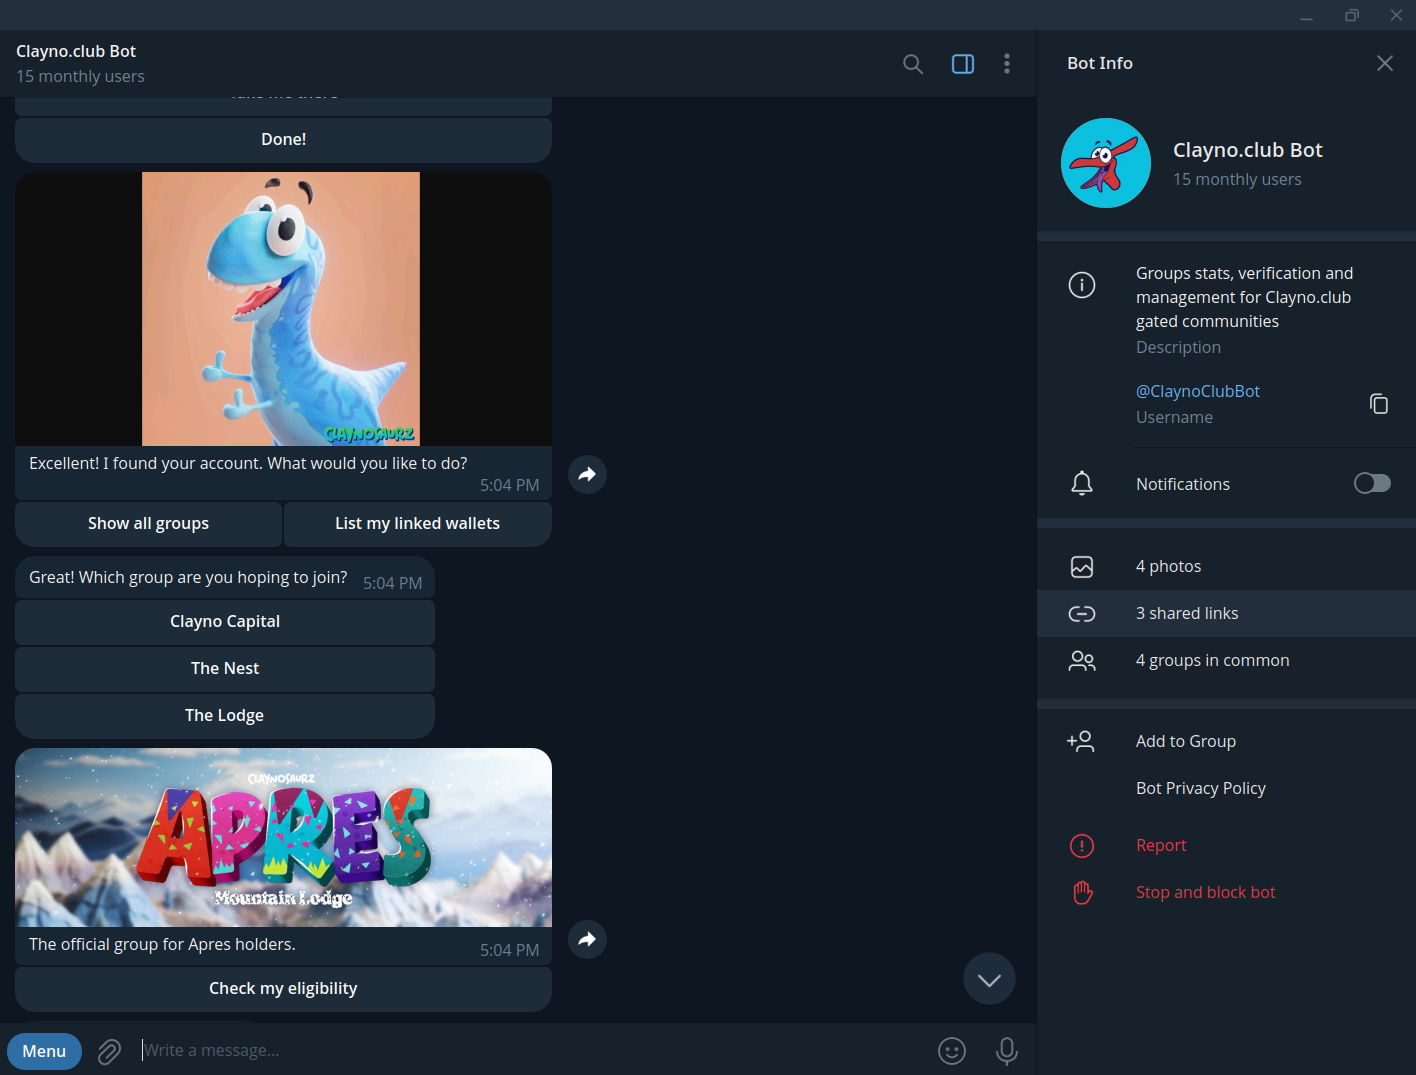 Clayno.club Bot
15 monthly users
Done!
CLAYNOSAURZ
Excellent! I found your account. What would you like to do?
5:04 PM
Show all groups
List my linked wallets
Great! Which group are you hoping to join?
5:04 PM
Clayno Capital
The Nest
The Lodge
CLAYNOSAURZ
APRES
Mountain Lodge
The official group for Apres holders.
5:04 PM
Check my eligibility
Menu
Write a message...
Bot Info
Clayno.club Bot
15 monthly users
Groups stats, verification and
management for Clayno.club
gated communities
Description
@ClaynoClubBot
Username
Notifications
4 photos
3 shared links
4 groups in common
Add to Group
Bot Privacy Policy
Report
Stop and block bot